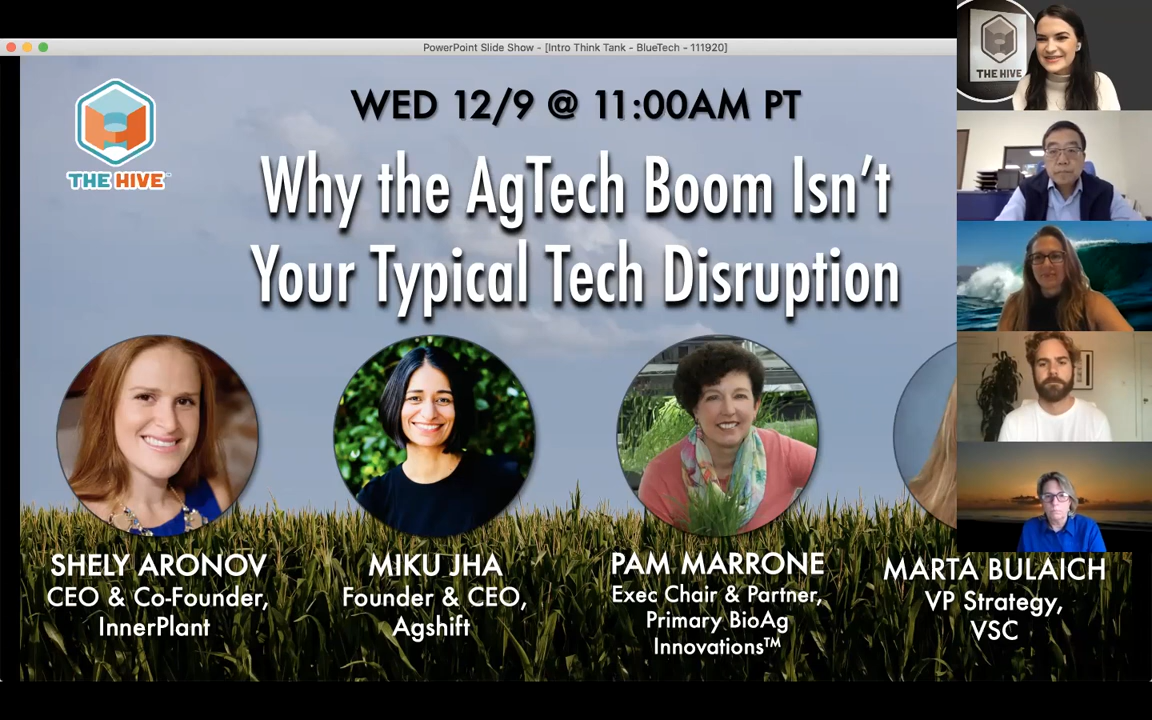 PowerPoint Slide Show - [Intro Think Tank - BlueTech - 111920]
THE HIVE
THE HIVE™
WED 12/9 @ 11:00AM PT
Why the AgTech Boom Isn't
Your Typical Tech Disruption
SHELY ARONOV
CEO & Co-Founder,
InnerPlant
MIKU JHA
Founder & CEO,
Agshift
PAM MARRONE
Exec Chair & Partner,
Primary BioAg
Innovations™
MARTA BULAICH
VP Strategy,
VSC